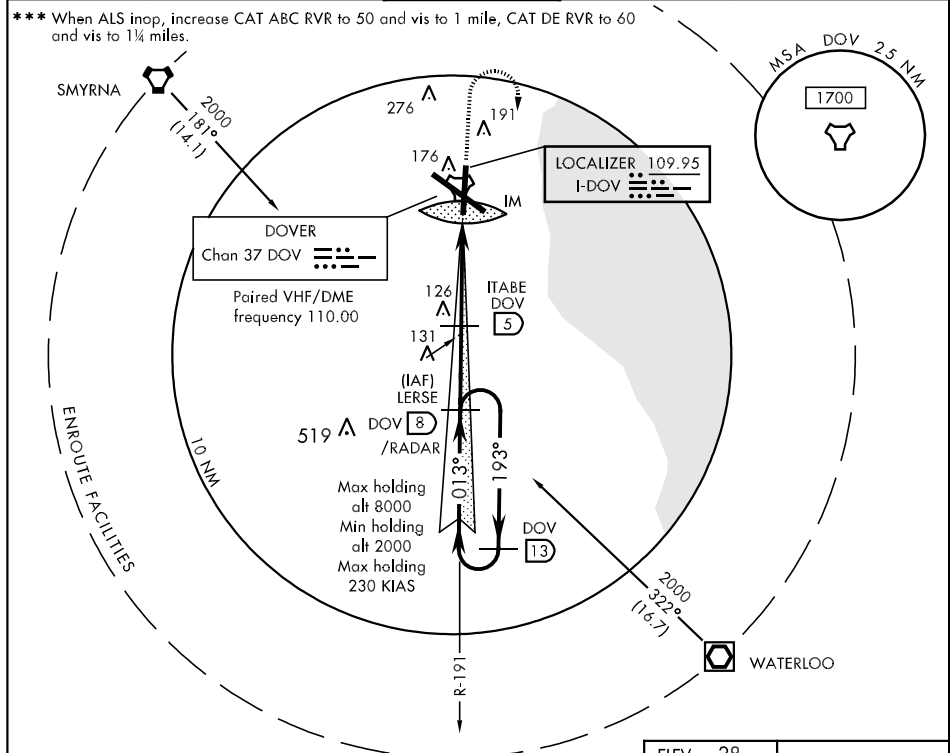 *** When ALS inop, increase CAT ABC RVR to 50 and vis to 1 mile, CAT DE RVR to 60
and vis to 1¼ miles.
MSA DOV 25 NM
1700
SMYRNA
2000
181°
(14.1)
276
191
176
LOCALIZER 109.95
I-DOV
IM
DOVER
Chan 37 DOV
Paired VHF/DME
frequency 110.00
126
ITABE
DOV
5
131
(IAF)
LERSE
DOV 8
/RADAR
519
10 NM
ENROUTE FACILITIES
013°
193°
Max holding
alt 8000
Min holding
alt 2000
Max holding
230 KIAS
DOV
13
2000
322°
(16.7)
WATERLOO
R-191
ELEV 28